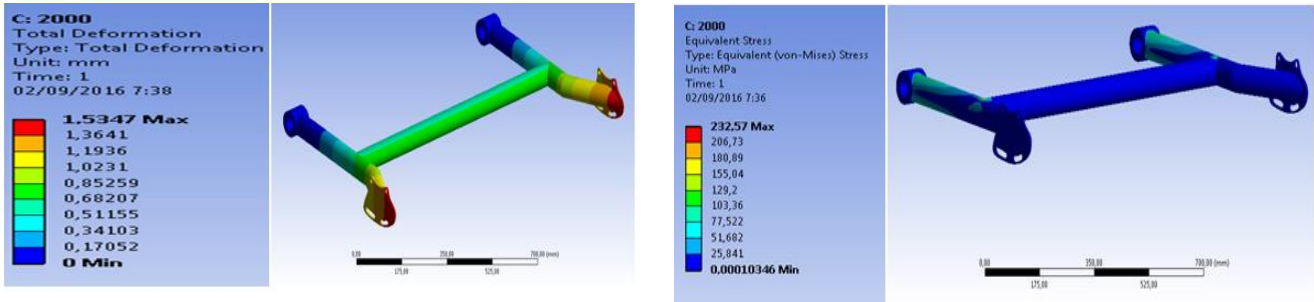 C: 2000
Total Deformation
Type: Total Deformation
Unit: mm
Time: 1
02/09/2016 7:38
1,5347 Max
1,3641
1,1936
1,0231
0,85259
0,68207
0,51155
0,34103
0,17052
0 Min
0,00 350,00 700,00 (mm)
175,00 525,00
C: 2000
Equivalent Stress
Type: Equivalent (von-Mises) Stress
Unit: MPa
Time: 1
02/09/2016 7:36
232,57 Max
206,73
180,89
155,04
129,2
103,36
77,522
51,682
25,841
0,00010346 Min
0,00 350,00 700,00 (mm)
175,00 525,00